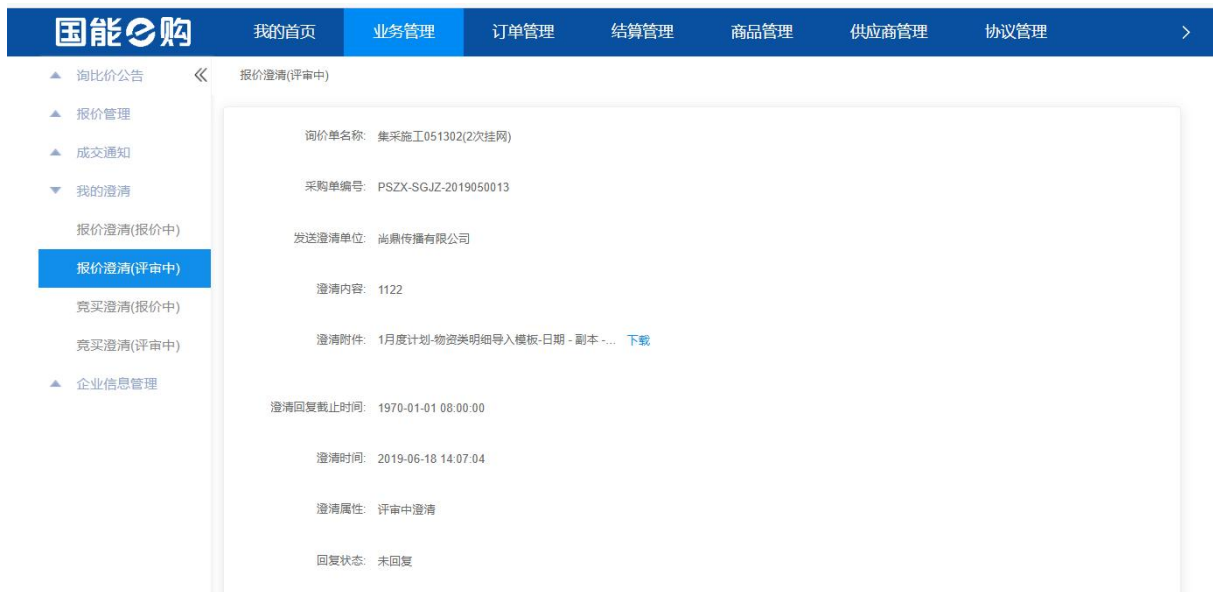 国能e购 我的首页 业务管理 订单管理 结算管理 商品管理 供应商管理 协议管理
询比价公告
报价管理
成交通知
我的澄清
报价澄清(报价中)
报价澄清(评审中)
竞买澄清(报价中)
竞买澄清(评审中)
企业信息管理
报价澄清(评审中)
询价单名称: 集采施工051302(2次挂网)
采购单编号: PSZX-SGJZ-2019050013
发送澄清单位: 尚鼎传播有限公司
澄清内容: 1122
澄清附件: 1月度计划-物资类明细导入模板-日期 - 副本 -... 下载
澄清回复截止时间: 1970-01-01 08:00:00
澄清时间: 2019-06-18 14:07:04
澄清属性: 评审中澄清
回复状态: 未回复